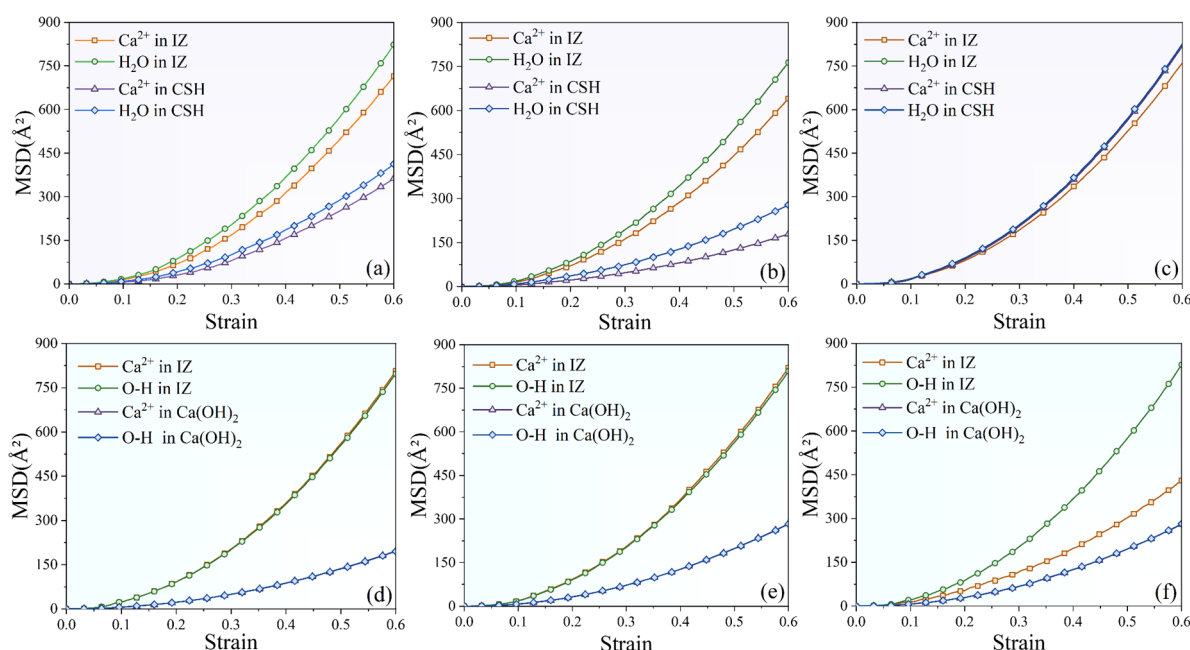 900
750
600
450
300
150
0
MSD(Å²)
Ca²⁺ in IZ
H₂O in IZ
Ca²⁺ in CSH
H₂O in CSH
(a)
0.0 0.1 0.2 0.3 0.4 0.5 0.6
Strain
900
750
600
450
300
150
0
MSD(Å²)
Ca²⁺ in IZ
H₂O in IZ
Ca²⁺ in CSH
H₂O in CSH
(b)
0.0 0.1 0.2 0.3 0.4 0.5 0.6
Strain
900
750
600
450
300
150
0
MSD(Å²)
Ca²⁺ in IZ
H₂O in IZ
Ca²⁺ in CSH
H₂O in CSH
(c)
0.0 0.1 0.2 0.3 0.4 0.5 0.6
Strain
900
750
600
450
300
150
0
MSD(Å²)
Ca²⁺ in IZ
O-H in IZ
Ca²⁺ in Ca(OH)₂
O-H in Ca(OH)₂
(d)
0.0 0.1 0.2 0.3 0.4 0.5 0.6
Strain
900
750
600
450
300
150
0
MSD(Å²)
Ca²⁺ in IZ
O-H in IZ
Ca²⁺ in Ca(OH)₂
O-H in Ca(OH)₂
(e)
0.0 0.1 0.2 0.3 0.4 0.5 0.6
Strain
900
750
600
450
300
150
0
MSD(Å²)
Ca²⁺ in IZ
O-H in IZ
Ca²⁺ in Ca(OH)₂
O-H in Ca(OH)₂
(f)
0.0 0.1 0.2 0.3 0.4 0.5 0.6
Strain